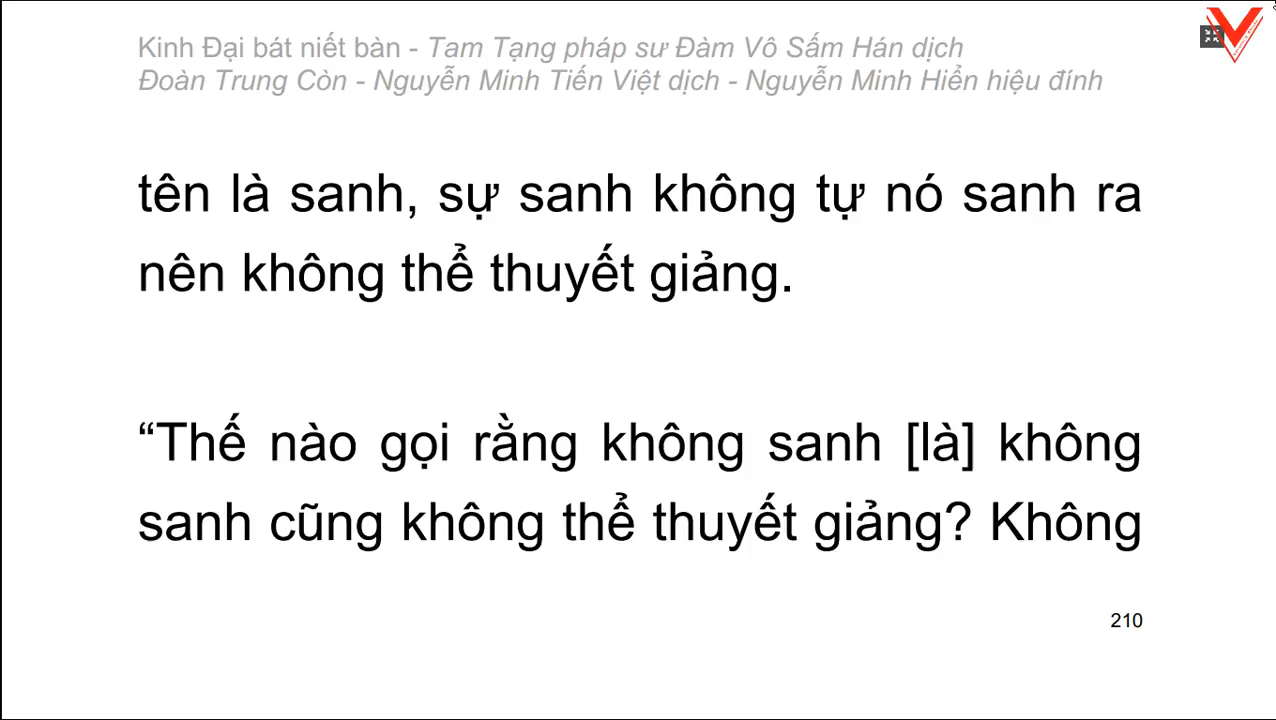 Kinh Đại bát niết bàn - Tam Tạng pháp sư Đàm Vô Sấm Hán dịch
Đoàn Trung Còn - Nguyễn Minh Tiến Việt dịch - Nguyễn Minh Hiển hiệu đính
tên là sanh, sự sanh không tự nó sanh ra
nên không thể thuyết giảng.
“Thế nào gọi rằng không sanh [là] không
sanh cũng không thể thuyết giảng? Không
210